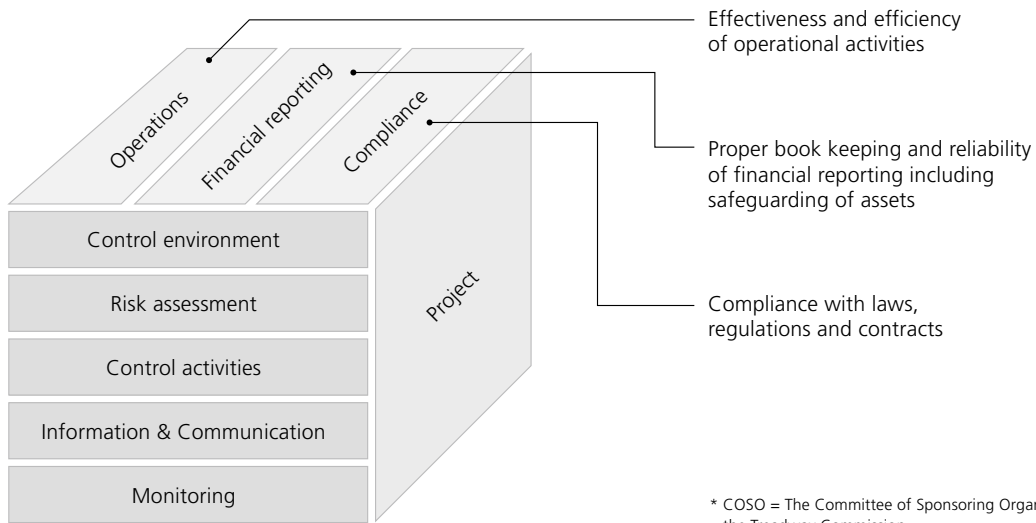 Effectiveness and efficiency
of operational activities
Operations
Financial reporting
Compliance
Proper book keeping and reliability
of financial reporting including
safeguarding of assets
Control environment
Risk assessment
Project
Compliance with laws,
regulations and contracts
Control activities
Information & Communication
Monitoring
* COSO = The Committee of Sponsoring